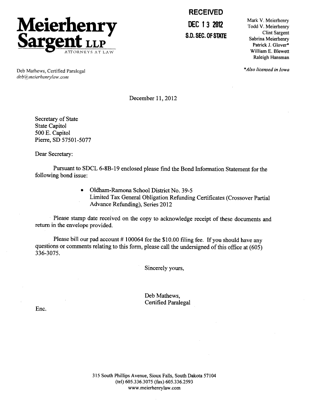 RECEIVED
DEC 13 2012
S.D. SEC. OF STATE
Meierhenry
Sargent LLP
ATTORNEYS AT LAW
Mark V. Meierhenry
Todd V. Meierhenry
Clint Sargent
Sabrina Meierhenry
Patrick J. Glover*
William E. Blewett
Raleigh Hansman
*Also licensed in Iowa
Deb Mathews, Certified Paralegal
deb@meierhenrylaw.com
December 11, 2012
Secretary of State
State Capitol
500 E. Capitol
Pierre, SD 57501-5077
Dear Secretary:
Pursuant to SDCL 6-8B-19 enclosed please find the Bond Information Statement for the
following bond issue:
• Oldham-Ramona School District No. 39-5
Limited Tax General Obligation Refunding Certificates (Crossover Partial
Advance Refunding), Series 2012
Please stamp date received on the copy to acknowledge receipt of these documents and
return in the envelope provided.
Please bill our pad account # 100064 for the $10.00 filing fee. If you should have any
questions or comments relating to this form, please call the undersigned of this office at (605)
336-3075.
Sincerely yours,
Deb Mathews,
Certified Paralegal
Enc.
315 South Phillips Avenue, Sioux Falls, South Dakota 57104
(tel) 605.336.3075 (fax) 605.336.2593
www.meierhenrylaw.com